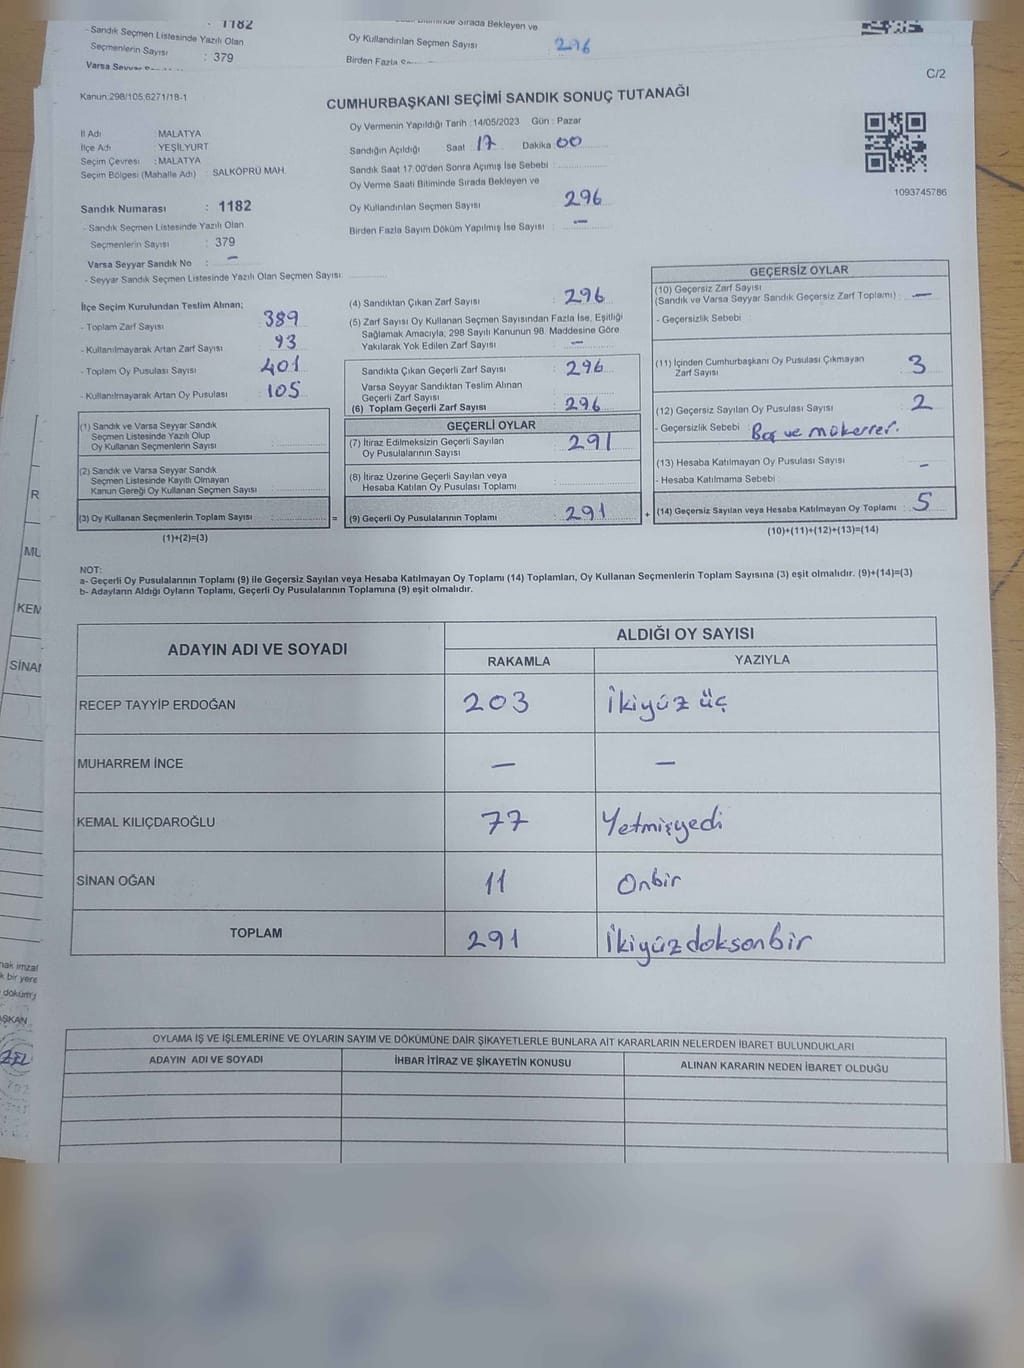 1182
- Sandık Seçmen Listesinde Yazılı Olan
Seçmenlerin Sayısı : 379
Sırada Bekleyen ve
Oy Kullandırılan Seçmen Sayısı 296
Birden Fazla
C/2
Kanun:298/105,6271/18-1
CUMHURBAŞKANI SEÇİMİ SANDIK SONUÇ TUTANAĞI
İl Adı : MALATYA
İlçe Adı : YEŞİLYURT
Seçim Çevresi : MALATYA
Seçim Bölgesi (Mahalle Adı) : SALKÖPRÜ MAH.
Sandık Numarası : 1182
- Sandık Seçmen Listesinde Yazılı Olan
Seçmenlerin Sayısı : 379
Varsa Seyyar Sandık No : —
- Seyyar Sandık Seçmen Listesinde Yazılı Olan Seçmen Sayısı:
Oy Vermenin Yapıldığı Tarih :14/05/2023 Gün : Pazar
Sandığın Açıldığı Saat : 17 Dakika : 00
Sandık Saat 17:00'den Sonra Açımış İse Sebebi :
Oy Verme Saati Bitiminde Sırada Bekleyen ve
Oy Kullandırılan Seçmen Sayısı : 296
Birden Fazla Sayım Döküm Yapılmış İse Sayısı : —
1093745786
İlçe Seçim Kurulundan Teslim Alınan;
- Toplam Zarf Sayısı : 389
- Kullanılmayarak Artan Zarf Sayısı : 93
- Toplam Oy Pusulası Sayısı : 401
- Kullanılmayarak Artan Oy Pusulası : 105
(1) Sandık ve Varsa Seyyar Sandık
Seçmen Listesinde Yazılı Olup
Oy Kullanan Seçmenlerin Sayısı :
(2) Sandık ve Varsa Seyyar Sandık
Seçmen Listesinde Kayıtlı Olmayan
Kanun Gereği Oy Kullanan Seçmen Sayısı :
(3) Oy Kullanan Seçmenlerin Toplam Sayısı :
(1)+(2)=(3)
=
(4) Sandıktan Çıkan Zarf Sayısı : 296
(5) Zarf Sayısı Oy Kullanan Seçmen Sayısından Fazla İse, Eşitliği
Sağlamak Amacıyla; 298 Sayılı Kanunun 98. Maddesine Göre
Yakılarak Yok Edilen Zarf Sayısı : —
Sandıkta Çıkan Geçerli Zarf Sayısı : 296
Varsa Seyyar Sandıktan Teslim Alınan
Geçerli Zarf Sayısı :
(6) Toplam Geçerli Zarf Sayısı : 296
GEÇERLİ OYLAR
(7) İtiraz Edilmeksizin Geçerli Sayılan
Oy Pusulalarının Sayısı : 291
(8) İtiraz Üzerine Geçerli Sayılan veya
Hesaba Katılan Oy Pusulası Toplamı :
(9) Geçerli Oy Pusulalarının Toplamı : 291
+
GEÇERSİZ OYLAR
(10) Geçersiz Zarf Sayısı
(Sandık ve Varsa Seyyar Sandık Geçersiz Zarf Toplamı) : —
- Geçersizlik Sebebi :
(11) İçinden Cumhurbaşkanı Oy Pusulası Çıkmayan
Zarf Sayısı : 3
(12) Geçersiz Sayılan Oy Pusulası Sayısı : 2
- Geçersizlik Sebebi : Boş ve mükerrer.
(13) Hesaba Katılmayan Oy Pusulası Sayısı : —
- Hesaba Katılmama Sebebi :
(14) Geçersiz Sayılan veya Hesaba Katılmayan Oy Toplamı : 5
(10)+(11)+(12)+(13)=(14)
NOT:
a- Geçerli Oy Pusulalarının Toplamı (9) ile Geçersiz Sayılan veya Hesaba Katılmayan Oy Toplamı (14) Toplamları, Oy Kullanan Seçmenlerin Toplam Sayısına (3) eşit olmalıdır. (9)+(14)=(3)
b- Adayların Aldığı Oyların Toplamı, Geçerli Oy Pusulalarının Toplamına (9) eşit olmalıdır.
ADAYIN ADI VE SOYADI
ALDIĞI OY SAYISI
RAKAMLA YAZIYLA
RECEP TAYYİP ERDOĞAN 203 İkiyüz üç
MUHARREM İNCE — —
KEMAL KILIÇDAROĞLU 77 Yetmişyedi
SİNAN OĞAN 11 Onbir
TOPLAM 291 İkiyüzdoksanbir
OYLAMA İŞ VE İŞLEMLERİNE VE OYLARIN SAYIM VE DÖKÜMÜNE DAİR ŞİKAYETLERLE BUNLARA AİT KARARLARIN NELERDEN İBARET BULUNDUKLARI
ADAYIN ADI VE SOYADI İHBAR İTİRAZ VE ŞİKAYETİN KONUSU ALINAN KARARIN NEDEN İBARET OLDUĞU